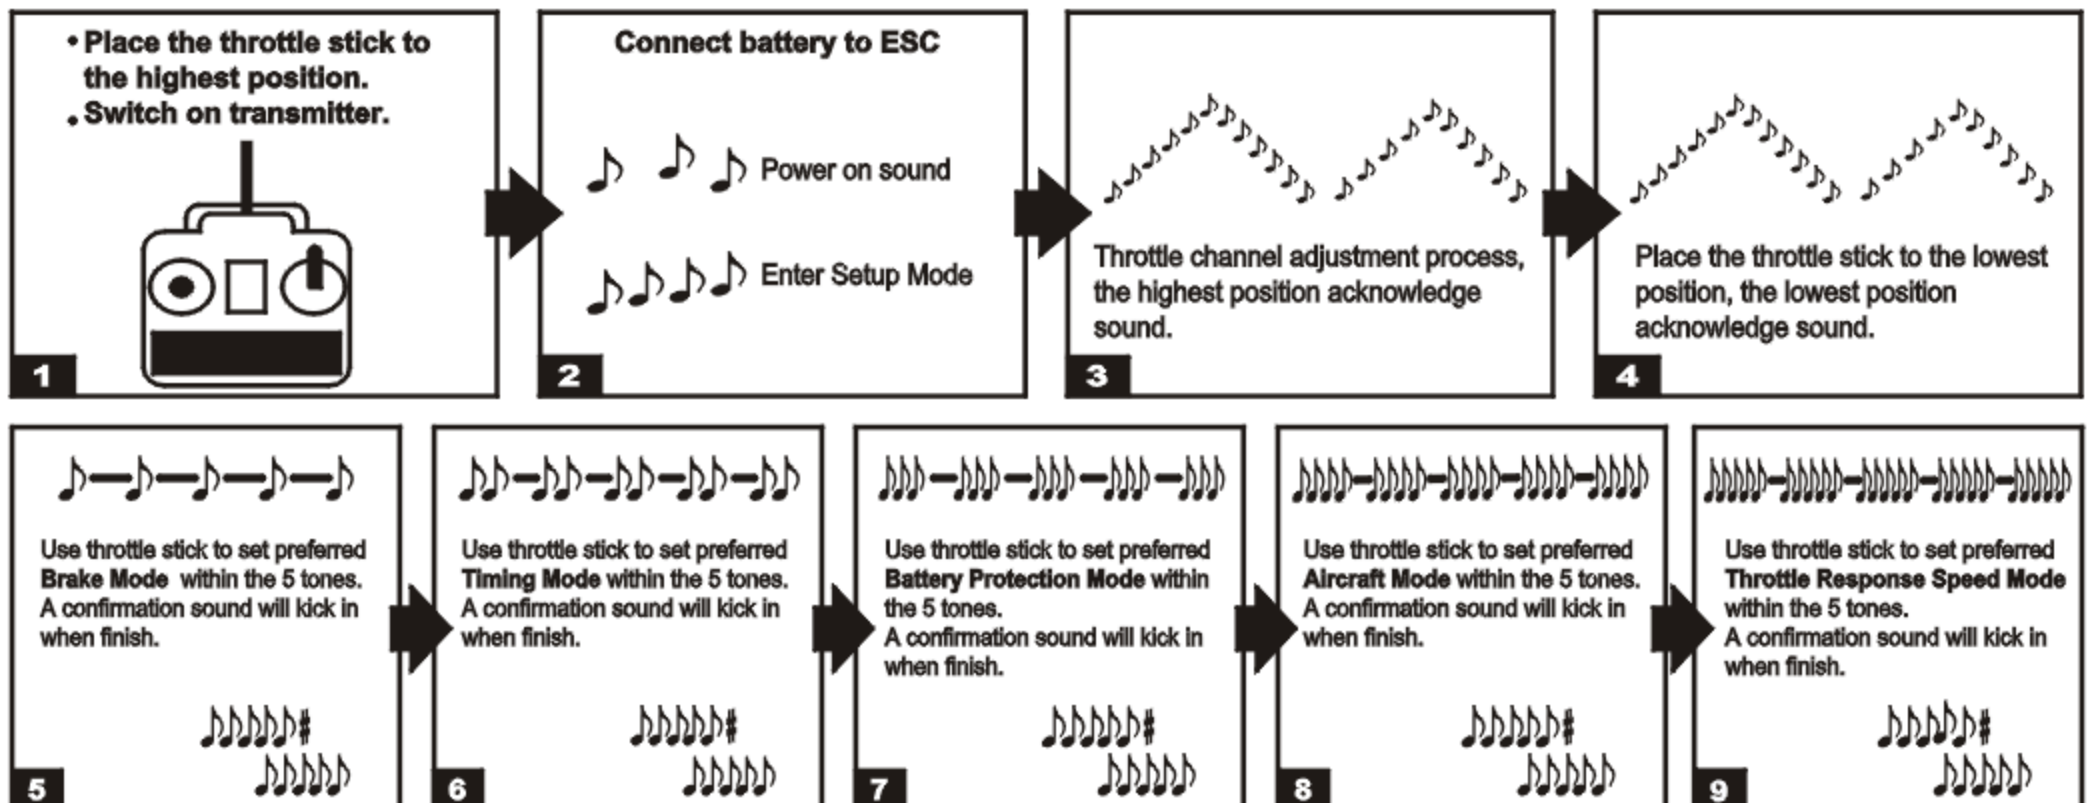 • Place the throttle stick to
the highest position.
• Switch on transmitter.
1
Connect battery to ESC
Power on sound
Enter Setup Mode
2
Throttle channel adjustment process,
the highest position acknowledge
sound.
3
Place the throttle stick to the lowest
position, the lowest position
acknowledge sound.
4
Use throttle stick to set preferred
Brake Mode within the 5 tones.
A confirmation sound will kick in
when finish.
5
Use throttle stick to set preferred
Timing Mode within the 5 tones.
A confirmation sound will kick in
when finish.
6
Use throttle stick to set preferred
Battery Protection Mode within
the 5 tones.
A confirmation sound will kick in
when finish.
7
Use throttle stick to set preferred
Aircraft Mode within the 5 tones.
A confirmation sound will kick in
when finish.
8
Use throttle stick to set preferred
Throttle Response Speed Mode
within the 5 tones.
A confirmation sound will kick in
when finish.
9